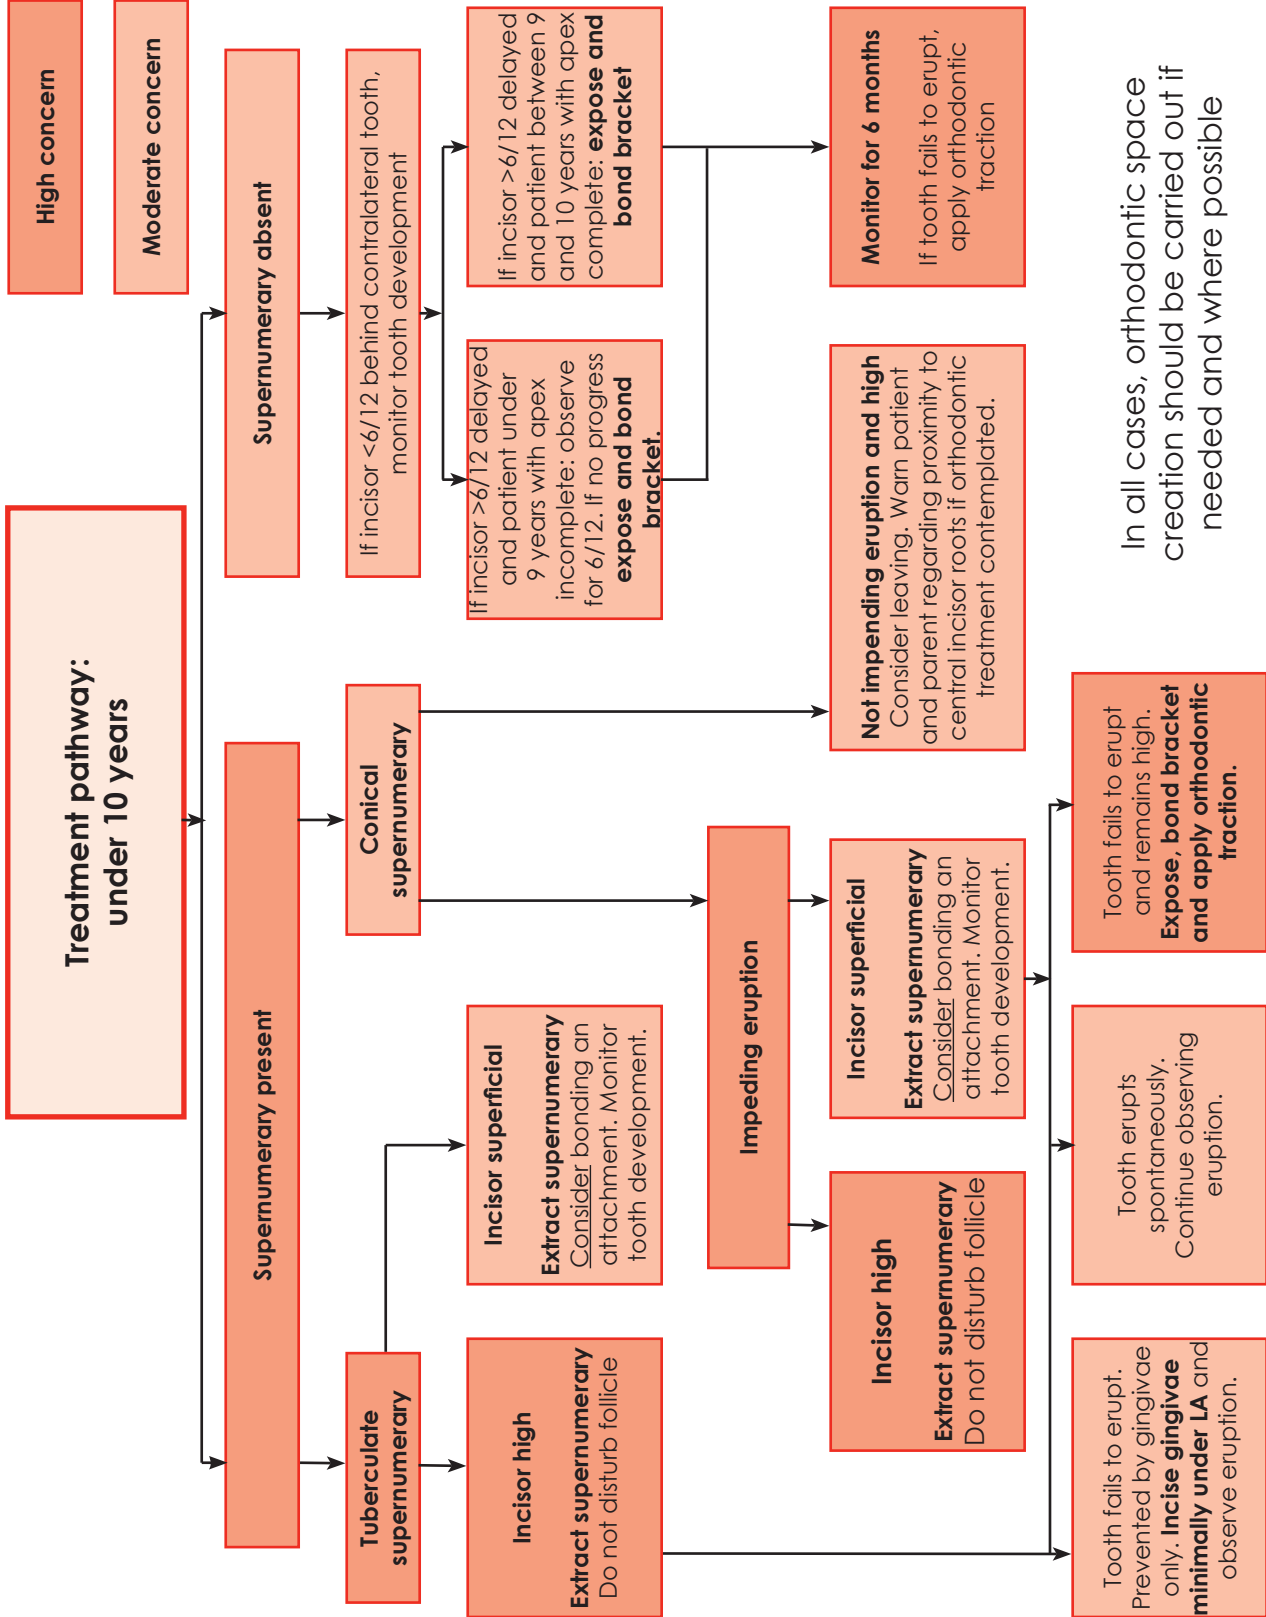 Treatment pathway:
under 10 years
High concern
Moderate concern
Supernumerary present
Supernumerary absent
Tuberculate
supernumerary
Conical
supernumerary
If incisor <6/12 behind contralateral tooth,
monitor tooth development
Incisor high
Extract supernumerary
Do not disturb follicle
Incisor superficial
Extract supernumerary
Consider bonding an
attachment. Monitor
tooth development.
If incisor >6/12 delayed
and patient under
9 years with apex
incomplete: observe
for 6/12. If no progress
expose and bond
bracket.
If incisor >6/12 delayed
and patient between 9
and 10 years with apex
complete: expose and
bond bracket
Impeding eruption
Incisor high
Extract supernumerary
Do not disturb follicle
Incisor superficial
Extract supernumerary
Consider bonding an
attachment. Monitor
tooth development.
Not impending eruption and high
Consider leaving. Warn patient
and parent regarding proximity to
central incisor roots if orthodontic
treatment contemplated.
Monitor for 6 months
If tooth fails to erupt,
apply orthodontic
traction
Tooth fails to erupt.
Prevented by gingivae
only. Incise gingivae
minimally under LA and
observe eruption.
Tooth erupts
spontaneously.
Continue observing
eruption.
Tooth fails to erupt
and remains high.
Expose, bond bracket
and apply orthodontic
traction.
In all cases, orthodontic space
creation should be carried out if
needed and where possible